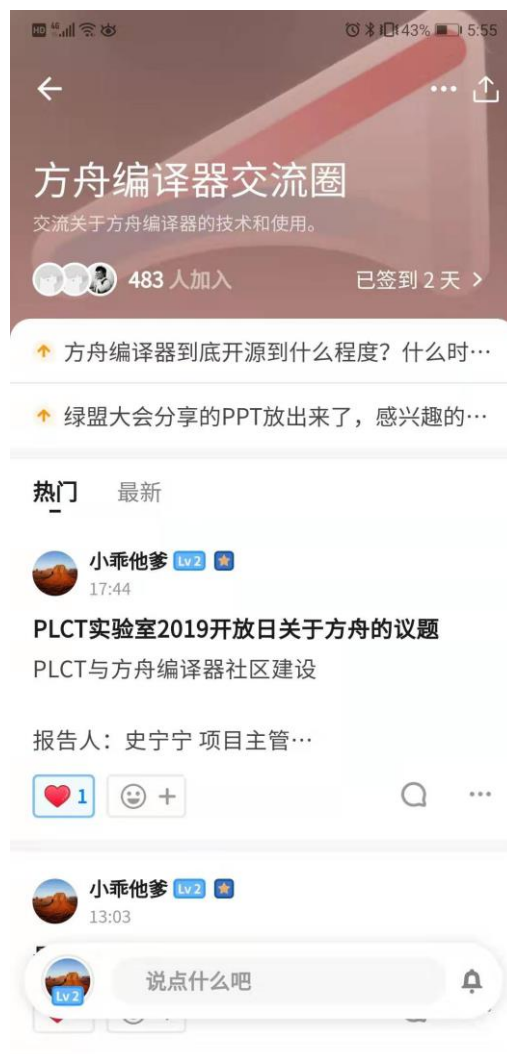 HD 4G 43% 5:55
方舟编译器交流圈
交流关于方舟编译器的技术和使用。
483 人加入 已签到 2 天
方舟编译器到底开源到什么程度？什么时…
绿盟大会分享的PPT放出来了，感兴趣的…
热门 最新
小乖他爹 Lv2
17:44
PLCT实验室2019开放日关于方舟的议题
PLCT与方舟编译器社区建设
报告人：史宁宁 项目主管…
1
小乖他爹 Lv2
13:03
Lv2 说点什么吧